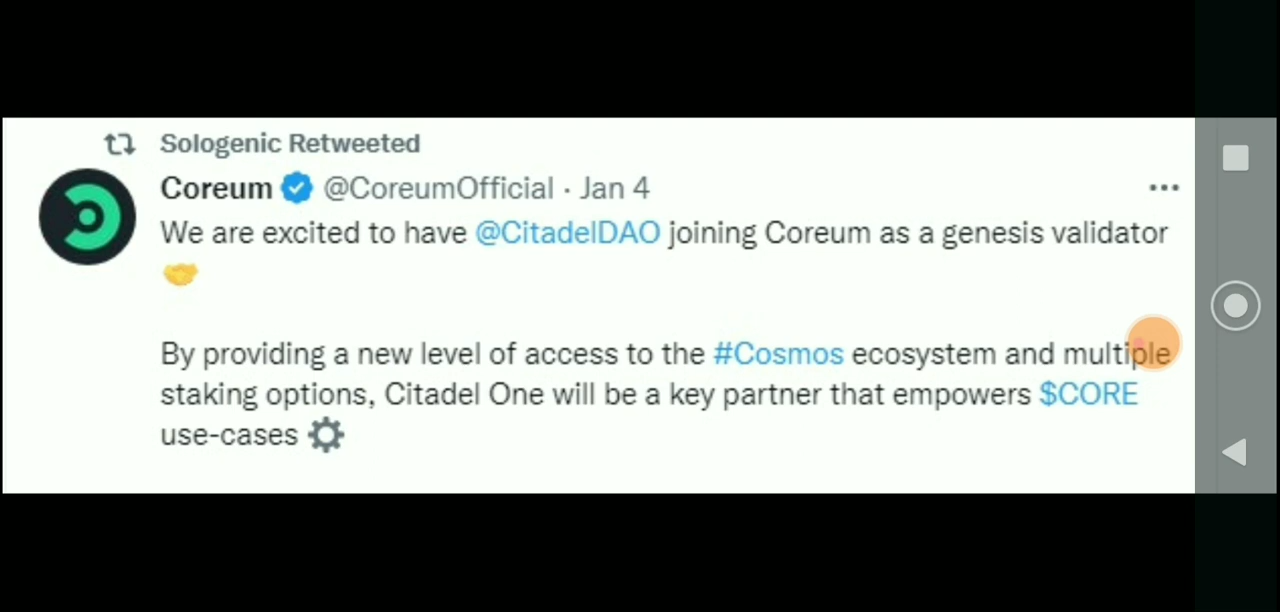 Sologenic Retweeted
Coreum @CoreumOfficial · Jan 4
We are excited to have @CitadelDAO joining Coreum as a genesis validator
🤝
By providing a new level of access to the #Cosmos ecosystem and multiple
staking options, Citadel One will be a key partner that empowers $CORE
use-cases ⚙️